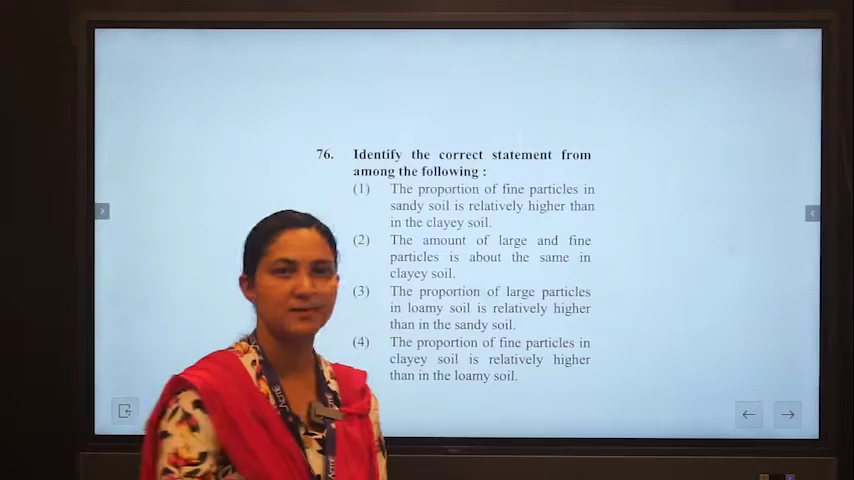 76. Identify the correct statement from
among the following :
(1) The proportion of fine particles in
sandy soil is relatively higher than
in the clayey soil.
(2) The amount of large and fine
particles is about the same in
clayey soil.
(3) The proportion of large particles
in loamy soil is relatively higher
than in the sandy soil.
(4) The proportion of fine particles in
clayey soil is relatively higher
than in the loamy soil.